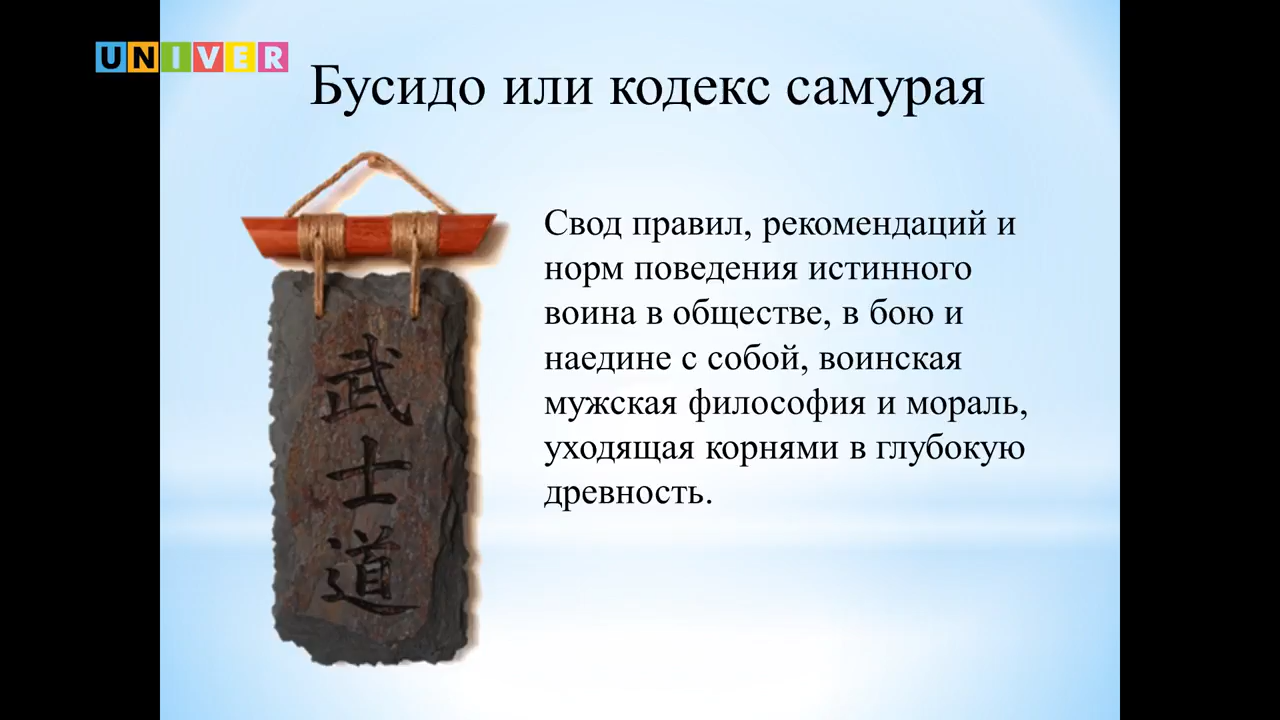 UNIVER
Бусидо или кодекс самурая
武
士
道
Свод правил, рекомендаций и
норм поведения истинного
воина в обществе, в бою и
наедине с собой, воинская
мужская философия и мораль,
уходящая корнями в глубокую
древность.